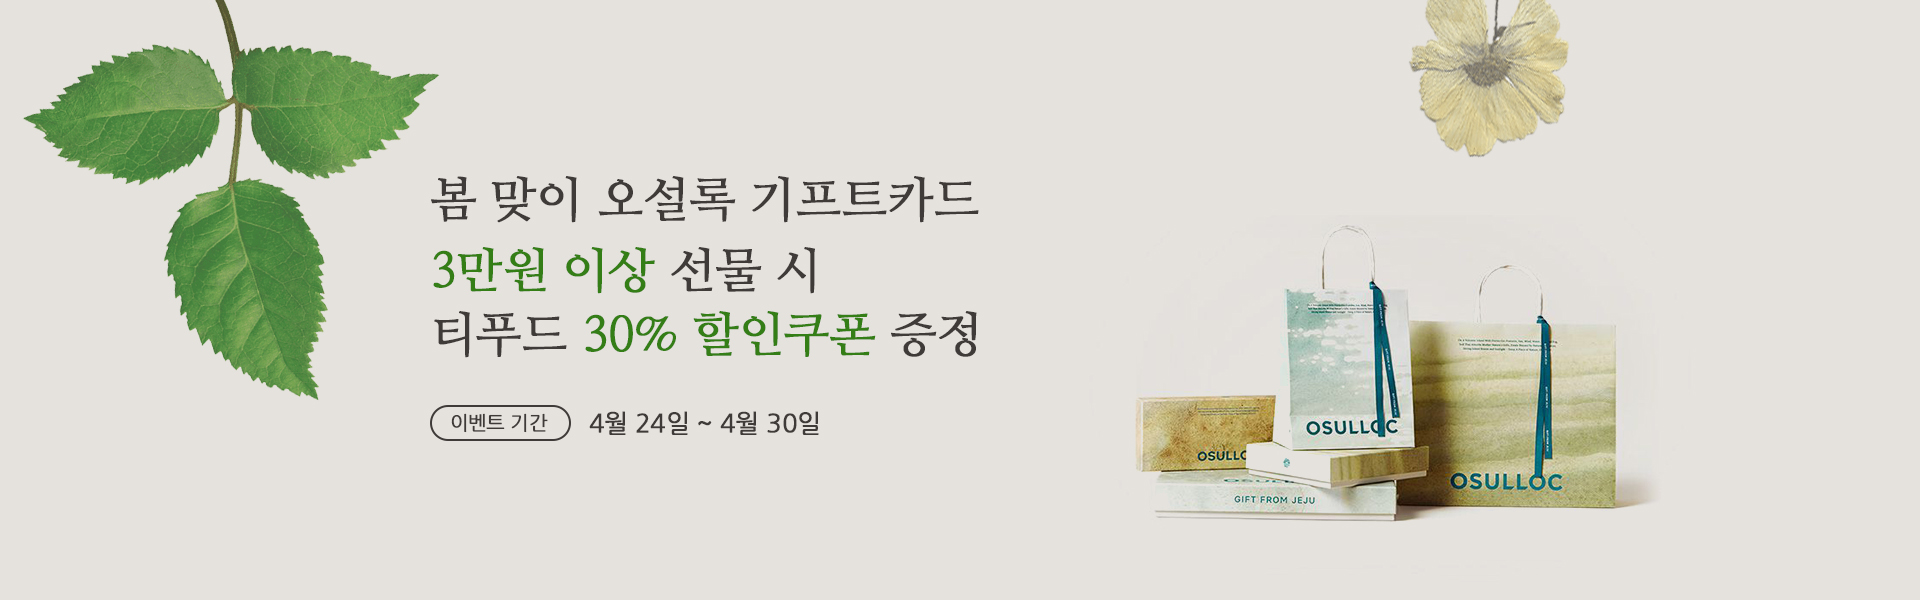 봄 맞이 오설록 기프트카드
3만원 이상 선물 시
티푸드 30% 할인쿠폰 증정
이벤트 기간 4월 24일 ~ 4월 30일
OSULLOC
OSULLOC
OSULLOC
GIFT FROM JEJU